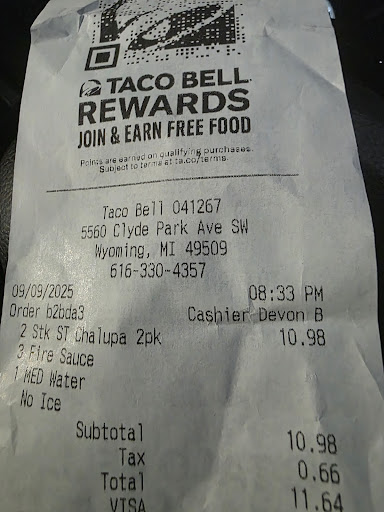 TACO BELL
REWARDS
JOIN & EARN FREE FOOD
Points are earned on qualifying purchases.
Subject to terms at ta.co/terms.
Taco Bell 041267
5560 Clyde Park Ave SW
Wyoming, MI 49509
616-330-4357
09/09/2025 08:33 PM
Order b2bda3 Cashier Devon B
2 Stk ST Chalupa 2pk 10.98
3 Fire Sauce
1 MED Water
No Ice
Subtotal 10.98
Tax 0.66
Total 11.64
VISA